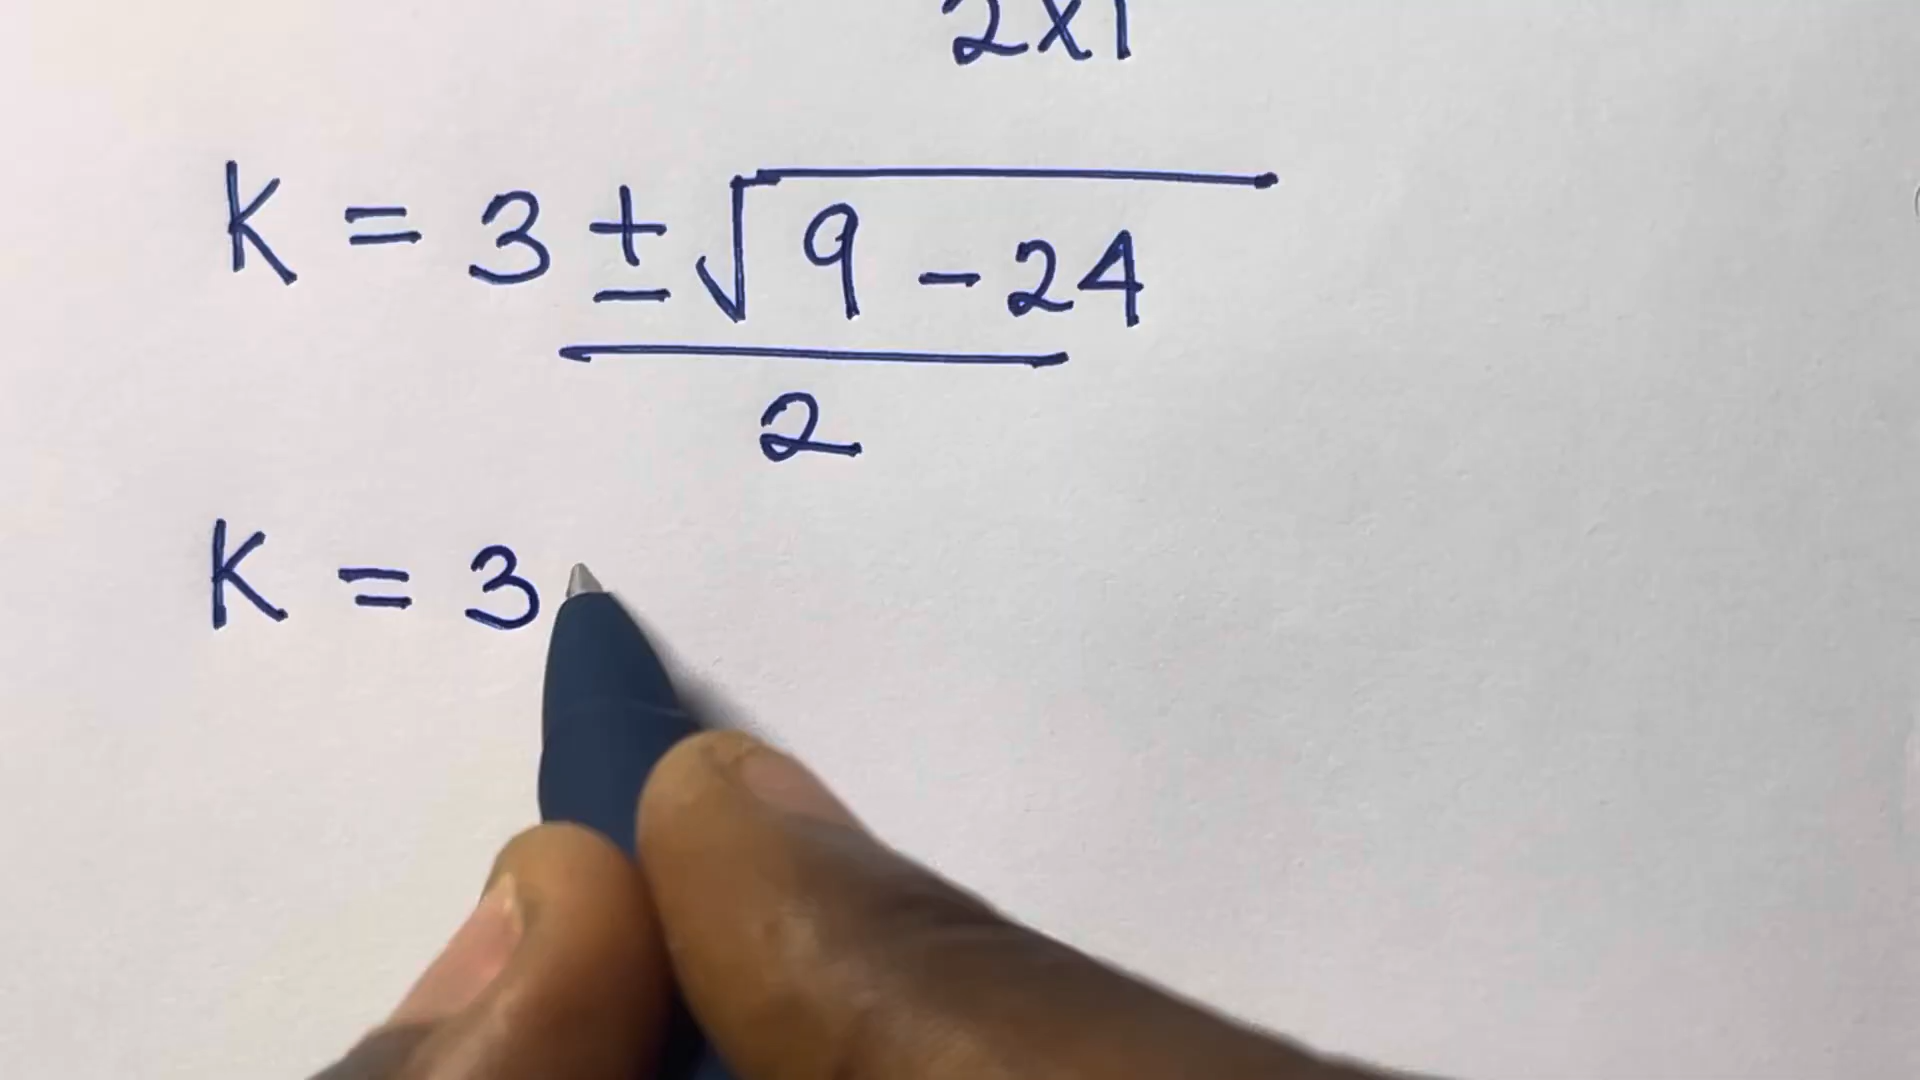 2x1
K = 3 ± √9 - 24
2
K = 3